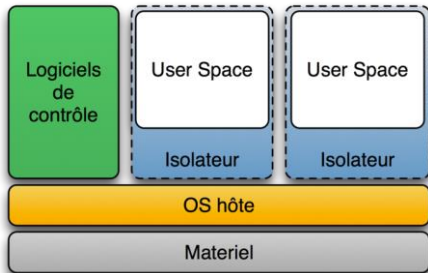 Logiciels
de
contrôle
User Space
User Space
Isolateur
Isolateur
OS hôte
Materiel